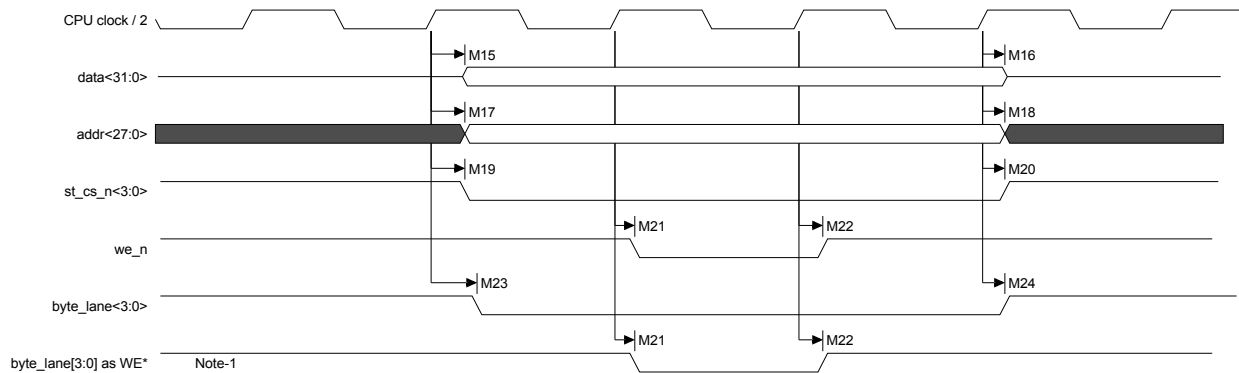 CPU clock / 2
M15 M16
data<31:0>
M17 M18
addr<27:0>
M19 M20
st_cs_n<3:0>
M21 M22
we_n
M23 M24
byte_lane<3:0>
M21 M22
byte_lane[3:0] as WE* Note-1